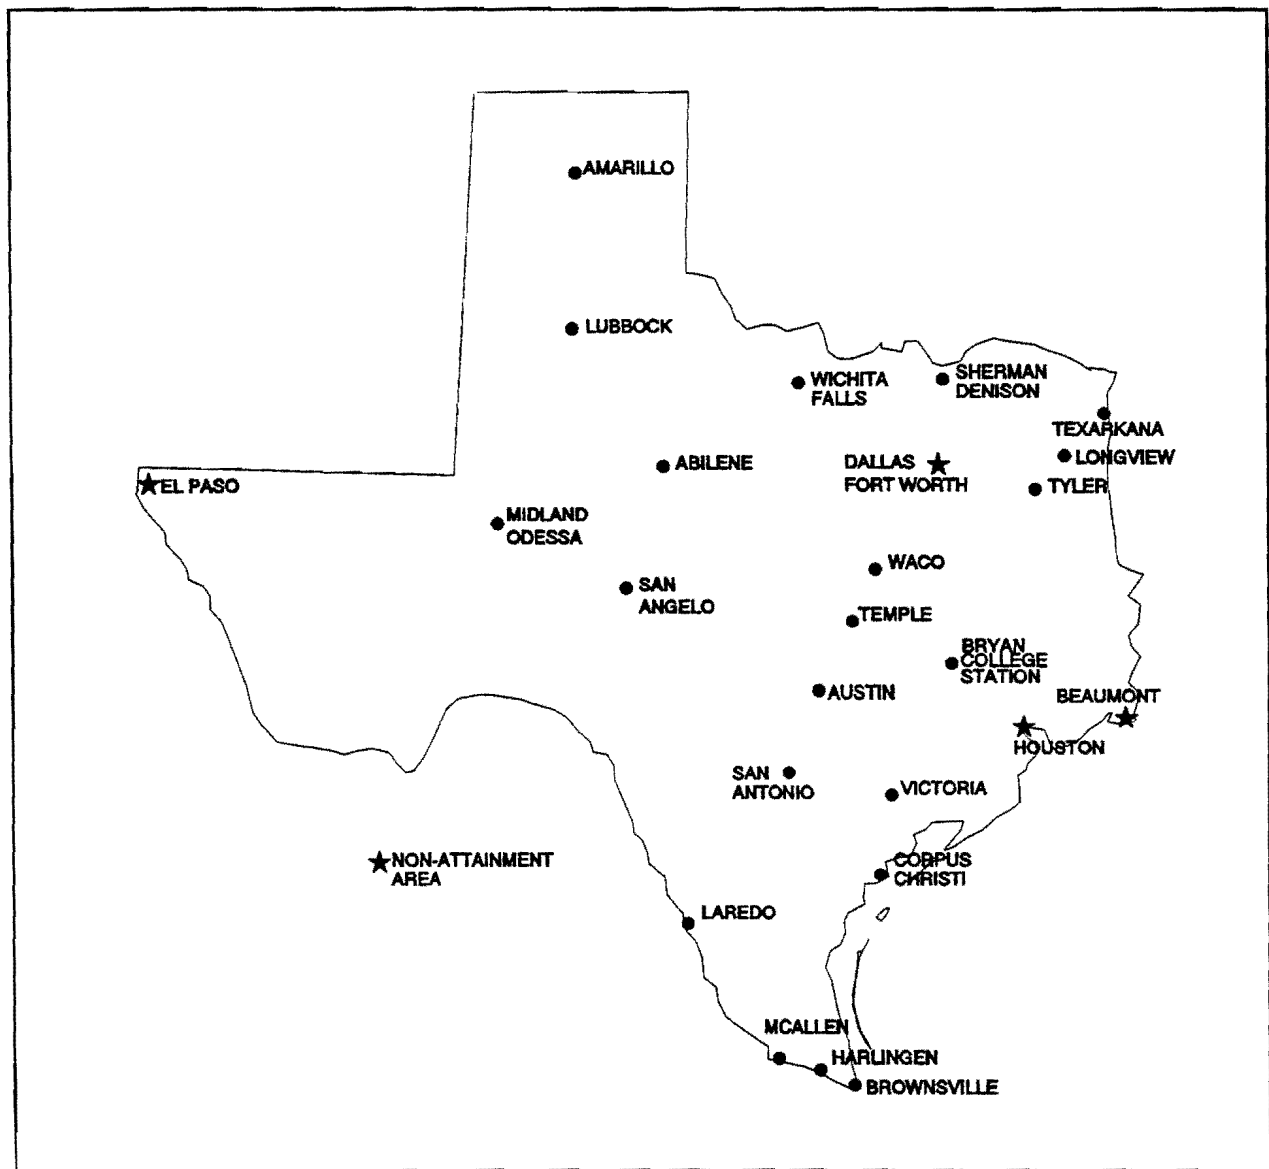 AMARILLO
LUBBOCK
WICHITA
FALLS
SHERMAN
DENISON
TEXARKANA
ABILENE
DALLAS
FORT WORTH
LONGVIEW
TYLER
EL PASO
MIDLAND
ODESSA
WACO
SAN
ANGELO
TEMPLE
BRYAN
COLLEGE
STATION
AUSTIN
BEAUMONT
HOUSTON
SAN
ANTONIO
VICTORIA
NON-ATTAINMENT
AREA
CORPUS
CHRISTI
LAREDO
MCALLEN
HARLINGEN
BROWNSVILLE